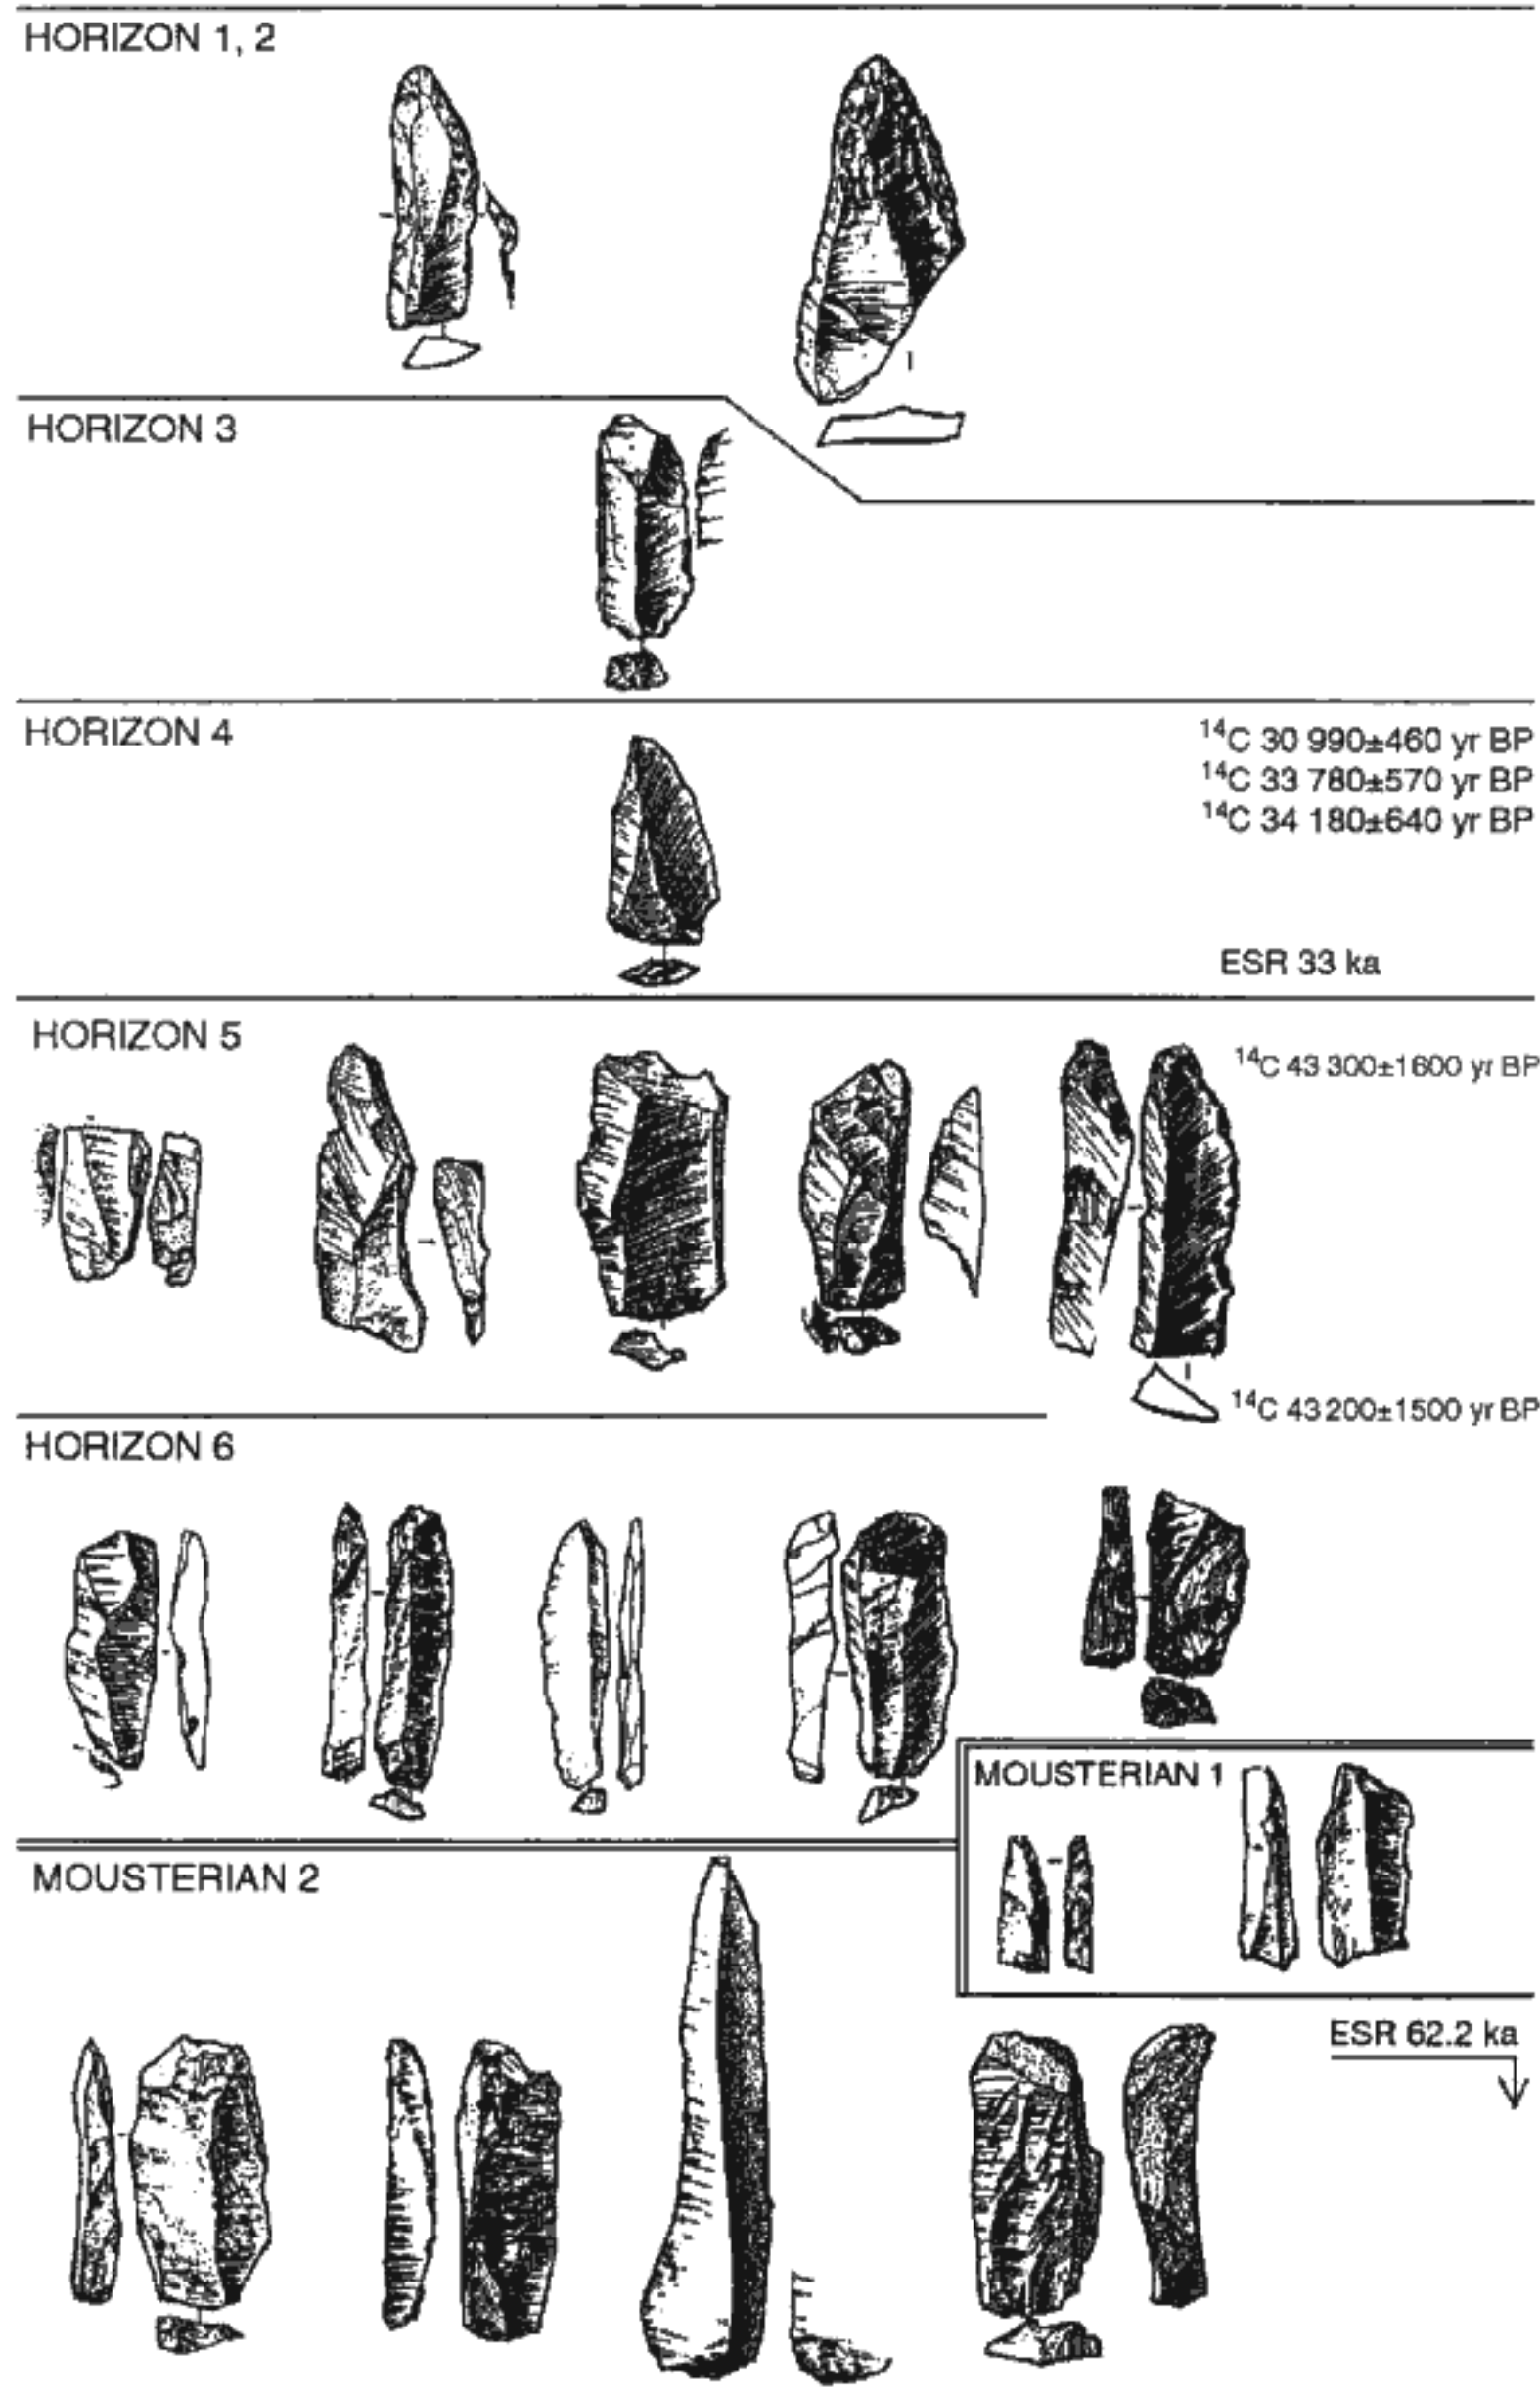 HORIZON 1, 2
HORIZON 3
HORIZON 4
¹⁴C 30 990±460 yr BP
¹⁴C 33 780±570 yr BP
¹⁴C 34 180±640 yr BP
ESR 33 ka
HORIZON 5
¹⁴C 43 300±1600 yr BP
¹⁴C 43 200±1500 yr BP
HORIZON 6
MOUSTERIAN 1
MOUSTERIAN 2
ESR 62.2 ka